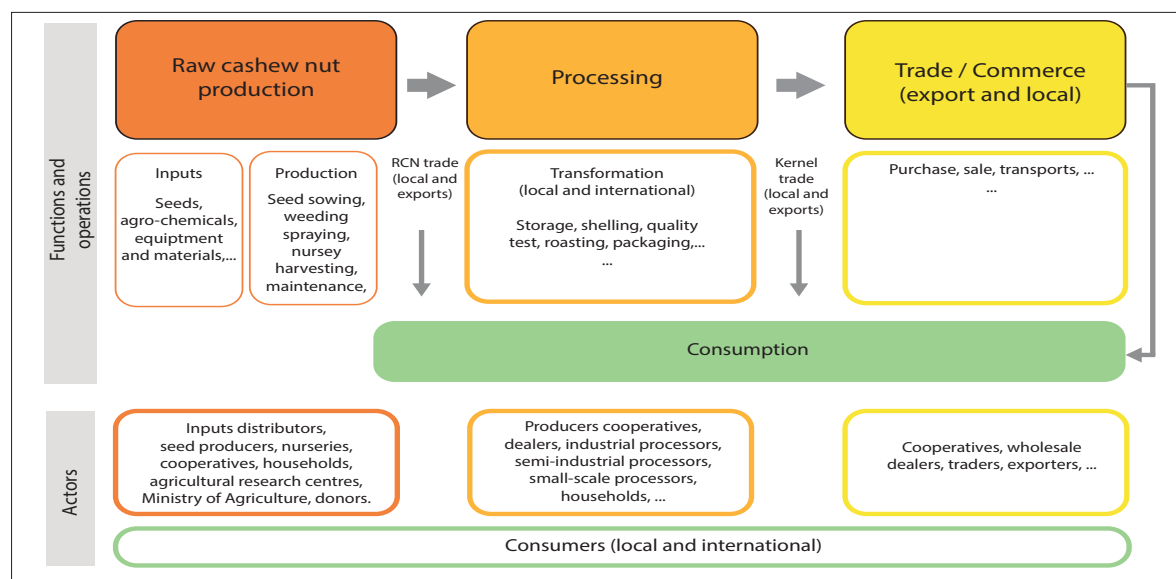 Functions and
operations
Raw cashew nut
production
Processing
Trade / Commerce
(export and local)
Inputs
Seeds,
agro-chemicals,
equiptment
and materials,...
Production
Seed sowing,
weeding
spraying,
nursey
harvesting,
maintenance,
RCN trade
(local and
exports)
Transformation
(local and international)
Storage, shelling, quality
test, roasting, packaging,...
...
Kernel
trade
(local and
exports)
Purchase, sale, transports, ...
...
Consumption
Actors
Inputs distributors,
seed producers, nurseries,
cooperatives, households,
agricultural research centres,
Ministry of Agriculture, donors.
Producers cooperatives,
dealers, industrial processors,
semi-industrial processors,
small-scale processors,
households, ...
Cooperatives, wholesale
dealers, traders, exporters, ...
Consumers (local and international)